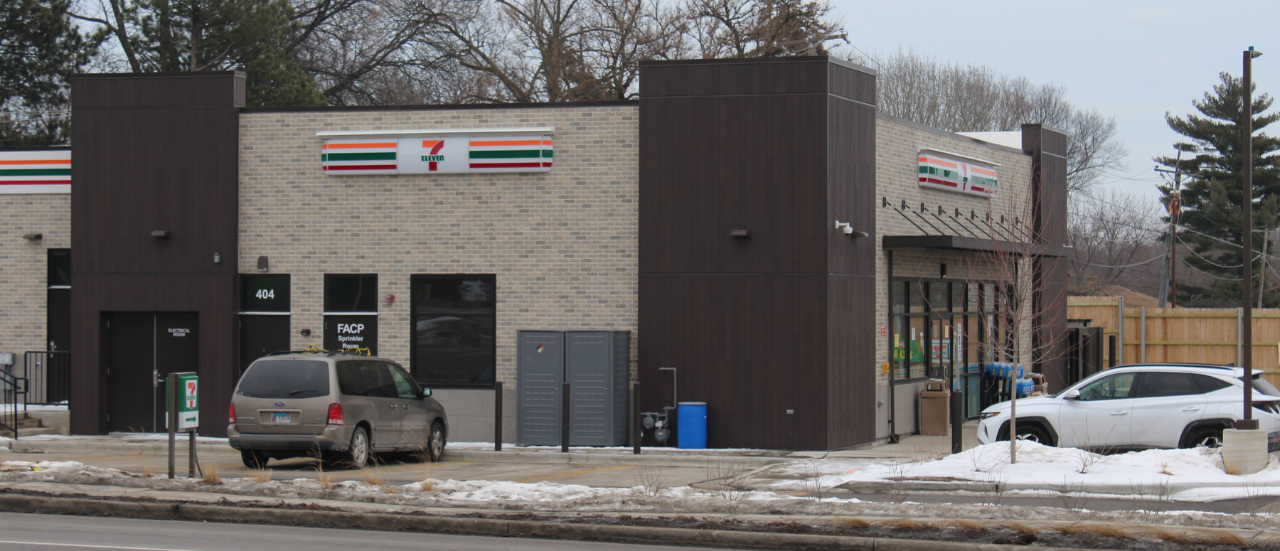 7
ELEVEN
404
FACP
Sprinkler
Room
ELECTRICAL
ROOM
7